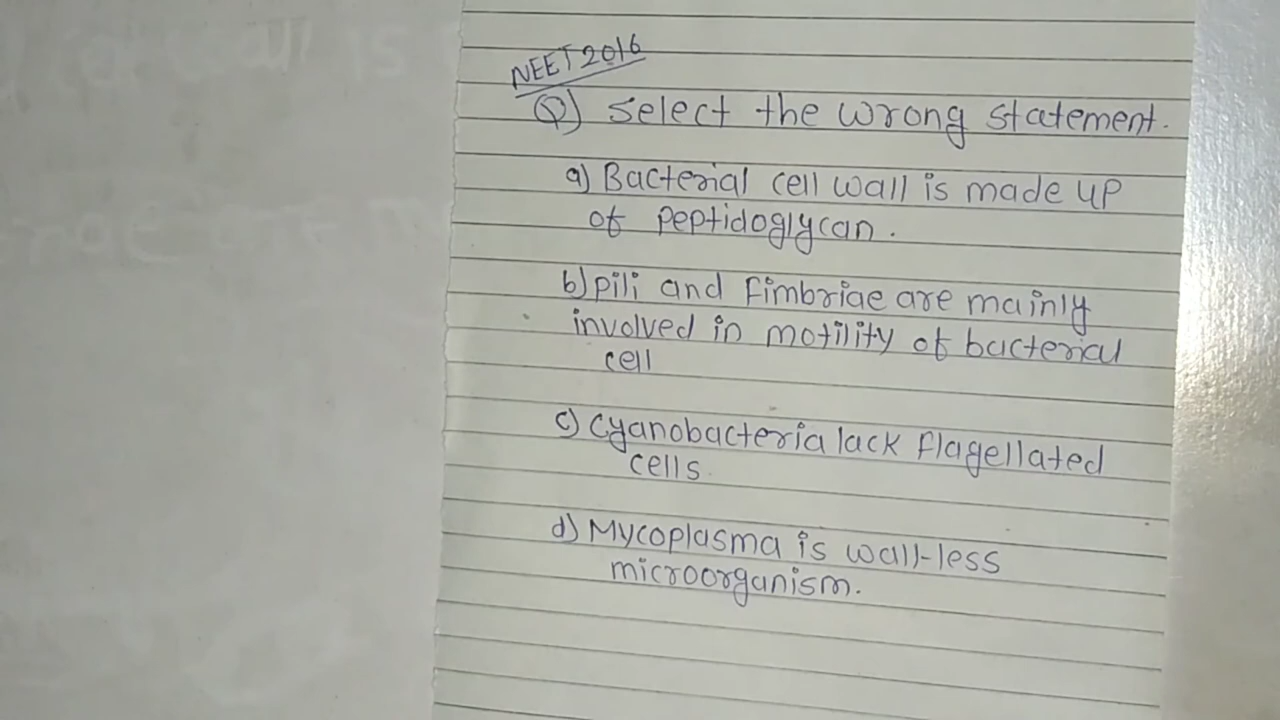 NEET 2016
Q) Select the wrong statement.
a) Bacterial cell wall is made up
of peptidoglycan.
b) pili and fimbriae are mainly
involved in motility of bacterial
cell
c) Cyanobacteria lack flagellated
cells.
d) Mycoplasma is wall-less
microorganism.